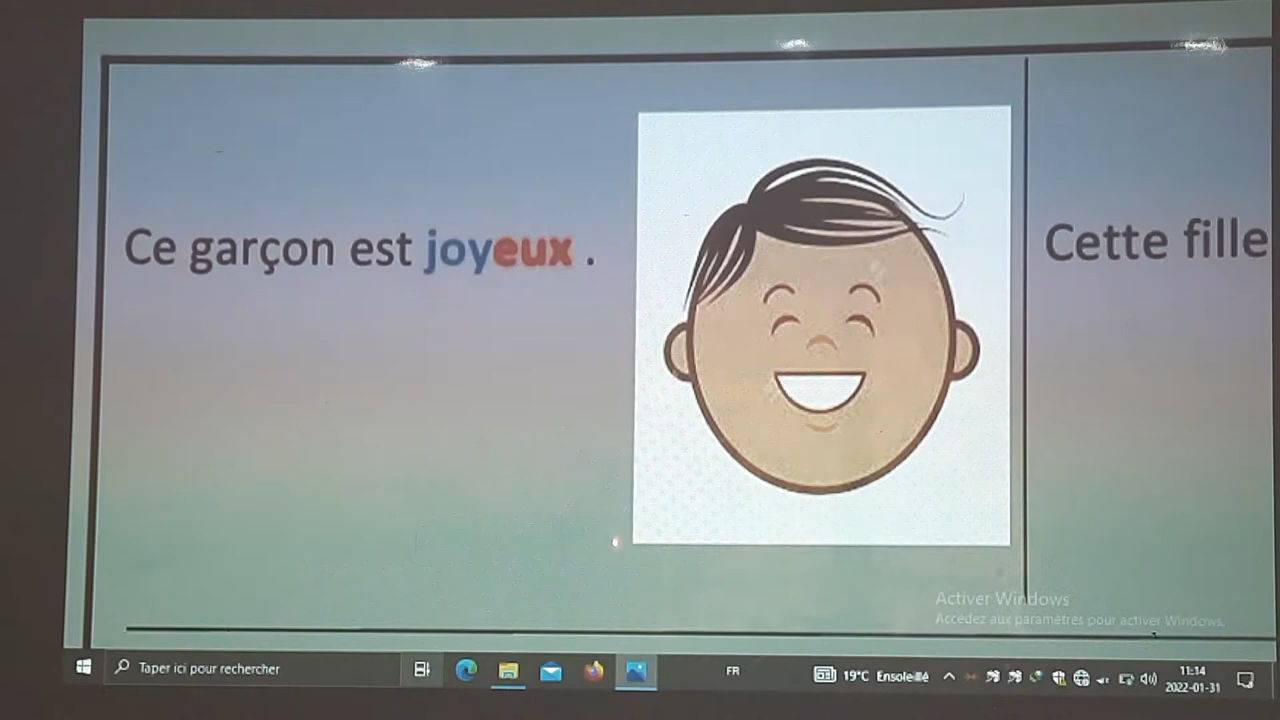 Ce garçon est joyeux .
Cette fille
Activer Windows
Accédez aux paramètres pour activer Windows.
Taper ici pour rechercher
FR
19°C Ensoleillé
11:14
2022-01-31